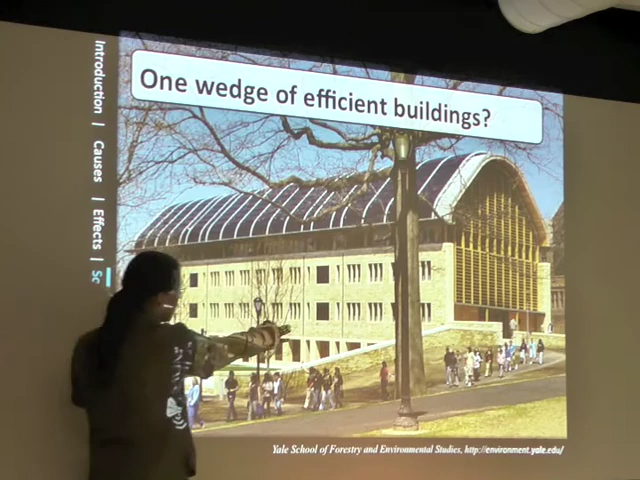 One wedge of efficient buildings?
Introduction | Causes | Effects | Sc
Yale School of Forestry and Environmental Studies, http://environment.yale.edu/